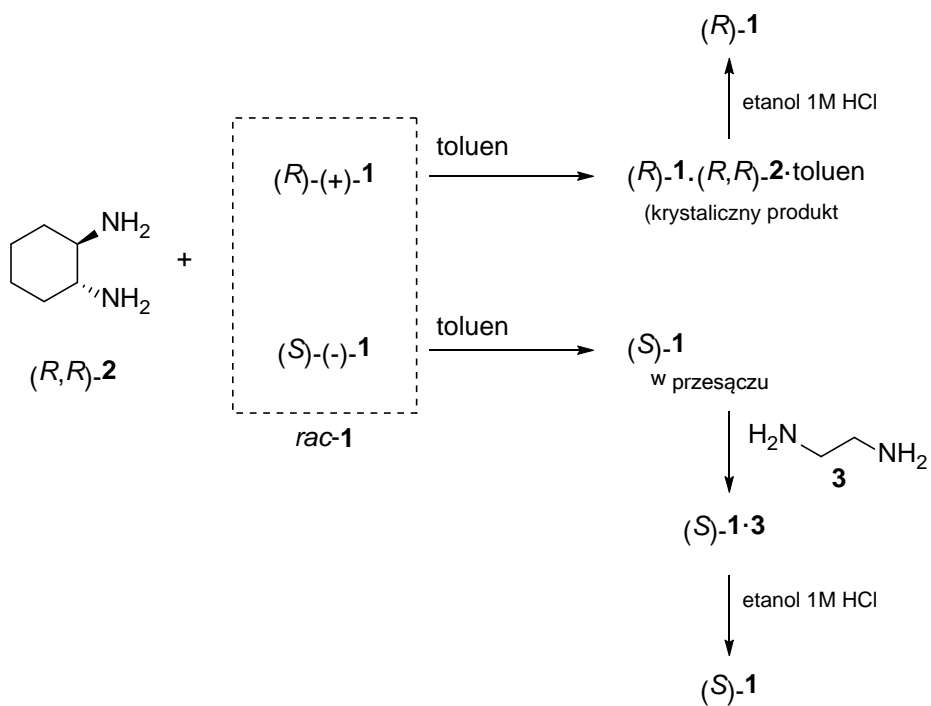 (R)-1
etanol 1M HCl
NH2
NH2
(R,R)-2
+
(R)-(+)-1
toluen
(R)-1·(R,R)-2·toluen
(krystaliczny produkt
(S)-(-)-1
toluen
(S)-1
w przesączu
rac-1
H2N
NH2
3
(S)-1·3
etanol 1M HCl
(S)-1